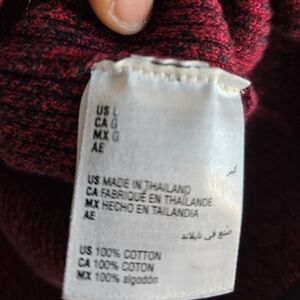 US L
CA G
MX G
AE
كبير
US MADE IN THAILAND
CA FABRIQUÉ EN THAÏLANDE
MX HECHO EN TAILANDIA
AE
صنع في تايلاند
US 100% COTTON
CA 100% COTON
MX 100% algodón